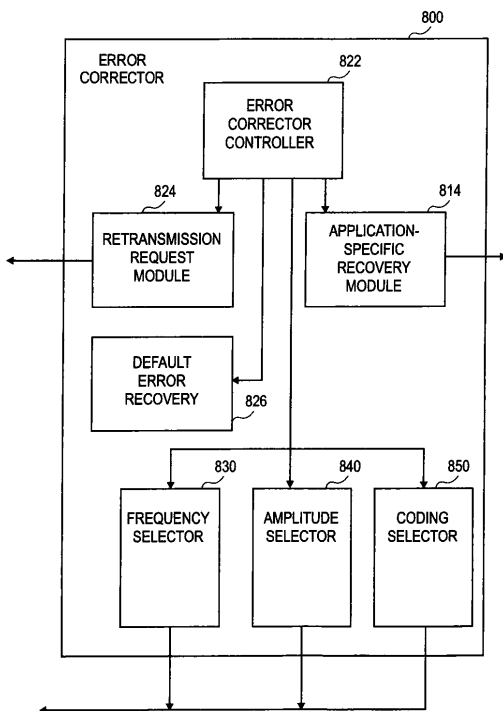 800
ERROR
CORRECTOR
822
ERROR
CORRECTOR
CONTROLLER
824
RETRANSMISSION
REQUEST
MODULE
814
APPLICATION-
SPECIFIC
RECOVERY
MODULE
DEFAULT
ERROR
RECOVERY
826
830
FREQUENCY
SELECTOR
840
AMPLITUDE
SELECTOR
850
CODING
SELECTOR